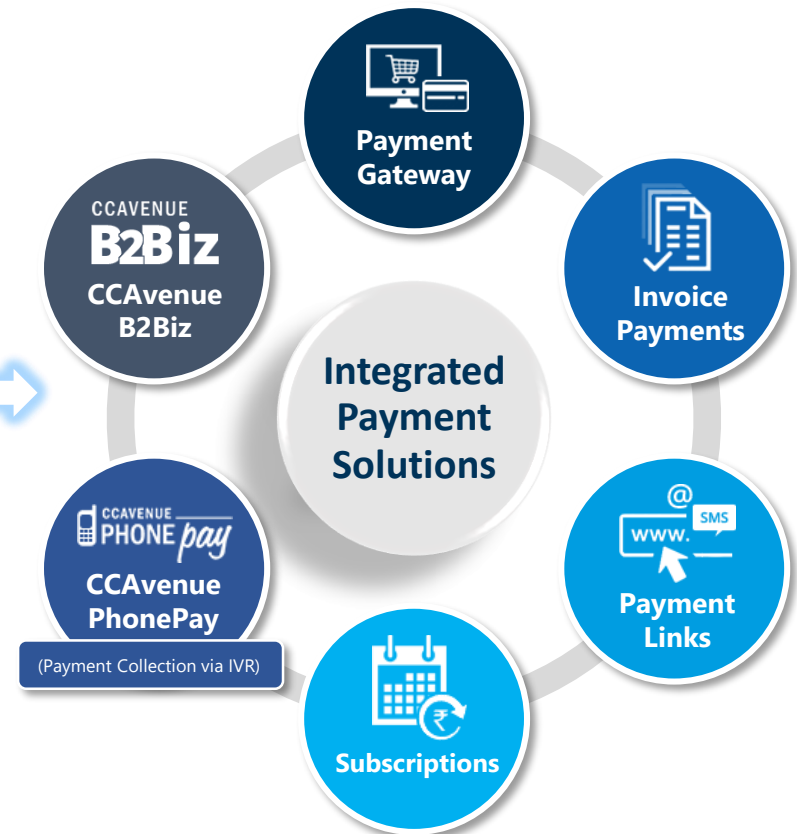 Payment
Gateway
CCAVENUE
B2Biz
CCAvenue
B2Biz
Invoice
Payments
Integrated
Payment
Solutions
CCAVENUE
PHONE pay
CCAvenue
PhonePay
(Payment Collection via IVR)
@
SMS
www.
Payment
Links
₹
Subscriptions